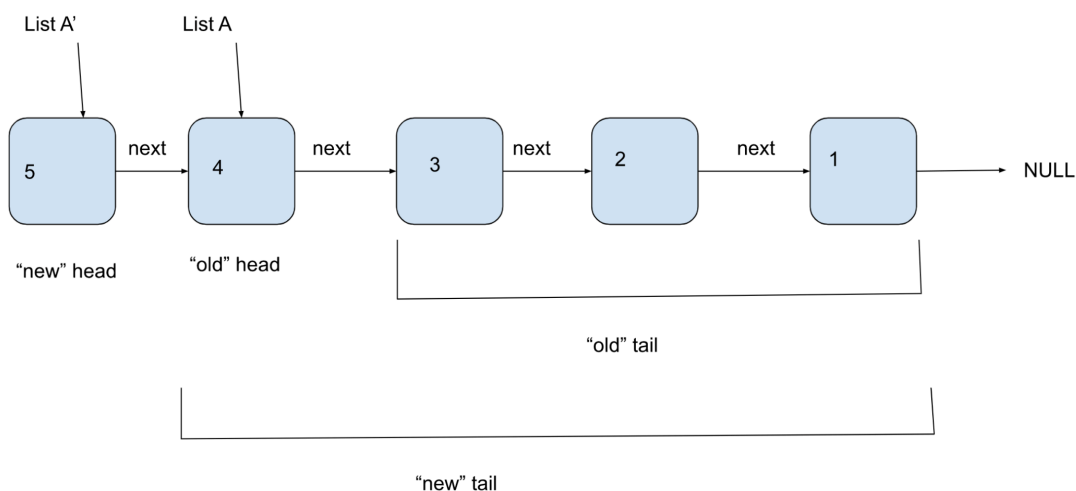 List A’
List A
next
next
next
next
5
4
3
2
1
NULL
“new” head
“old” head
“old” tail
“new” tail